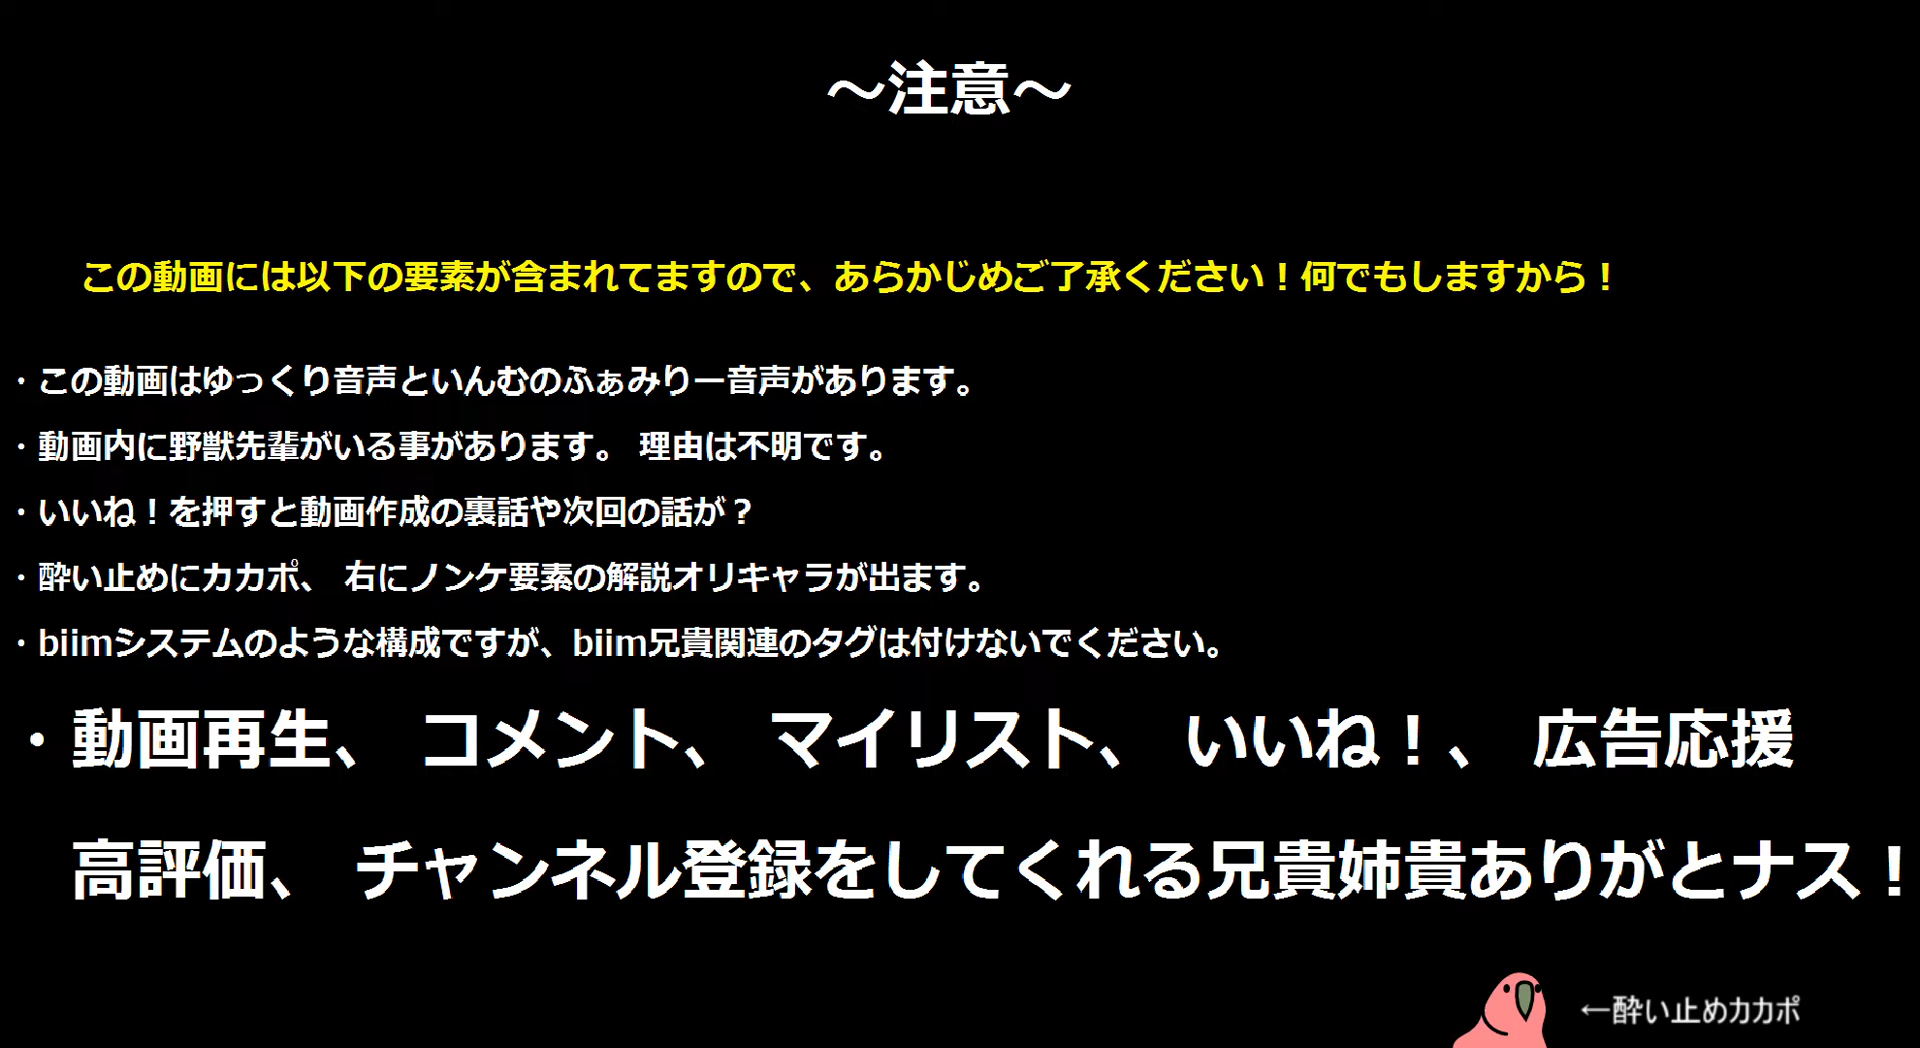 ～注意～
この動画には以下の要素が含まれてますので、あらかじめご了承ください！何でもしますから！
・この動画はゆっくり音声といんむのふぁみりー音声があります。
・動画内に野獣先輩がいる事があります。 理由は不明です。
・いいね！を押すと動画作成の裏話や次回の話が？
・酔い止めにカカポ、 右にノンケ要素の解説オリキャラが出ます。
・biimシステムのような構成ですが、biim兄貴関連のタグは付けないでください。
・動画再生、 コメント、 マイリスト、 いいね！、 広告応援
高評価、 チャンネル登録をしてくれる兄貴姉貴ありがとナス！
←酔い止めカカポ